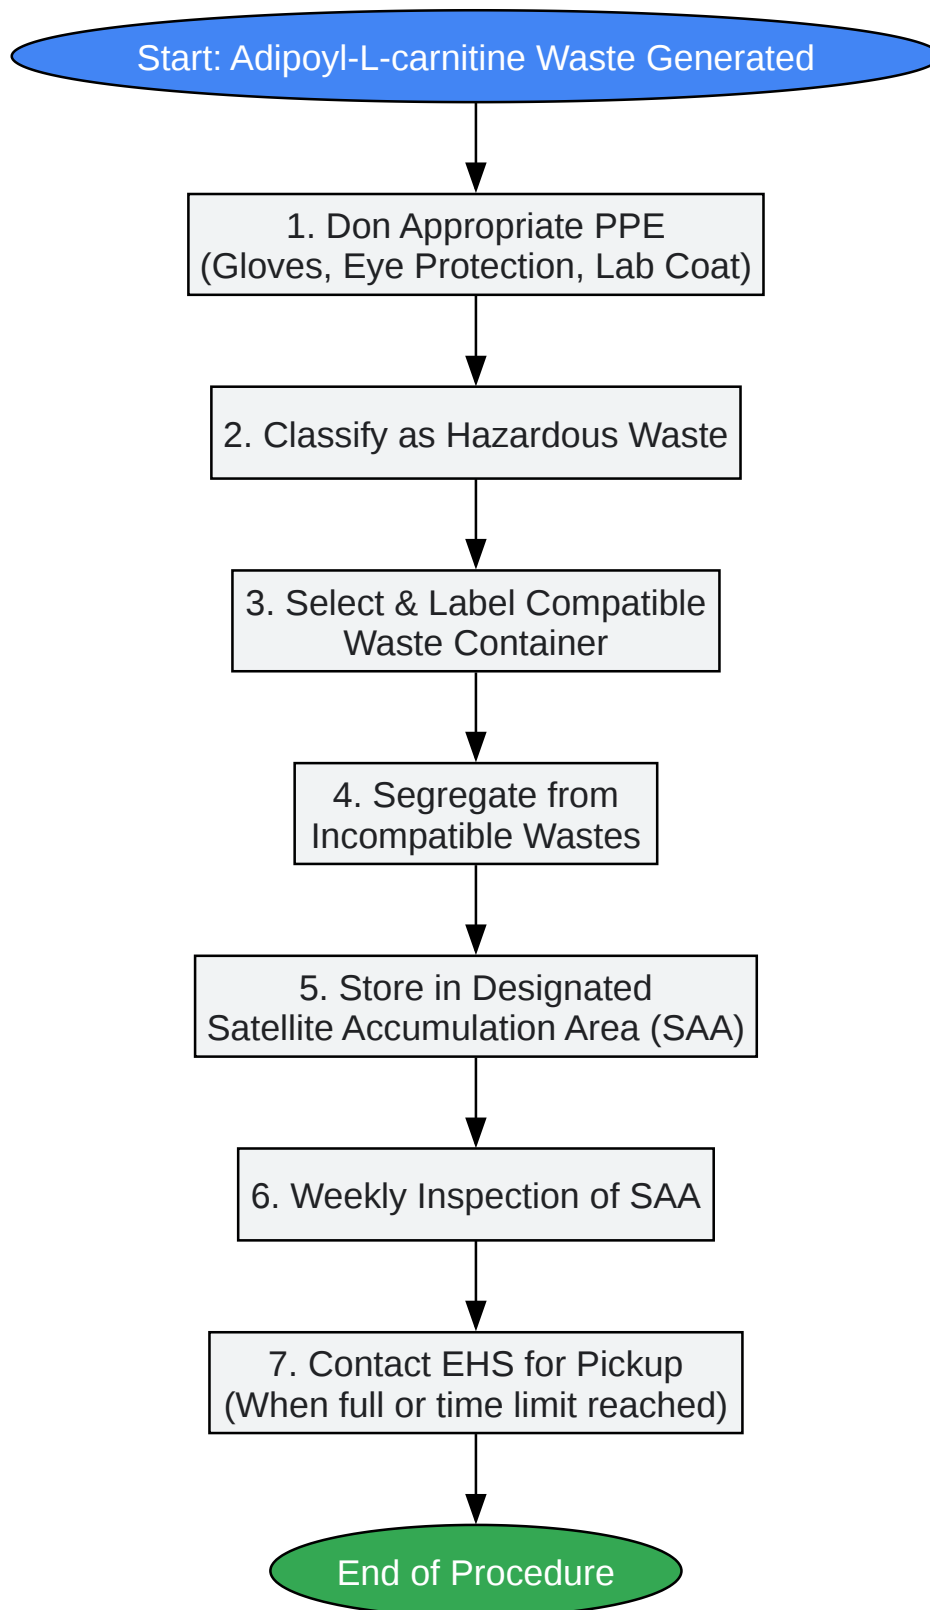 Start: Adipoyl-L-carnitine Waste Generated
1. Don Appropriate PPE
(Gloves, Eye Protection, Lab Coat)
2. Classify as Hazardous Waste
3. Select & Label Compatible
Waste Container
4. Segregate from
Incompatible Wastes
5. Store in Designated
Satellite Accumulation Area (SAA)
6. Weekly Inspection of SAA
7. Contact EHS for Pickup
(When full or time limit reached)
End of Procedure